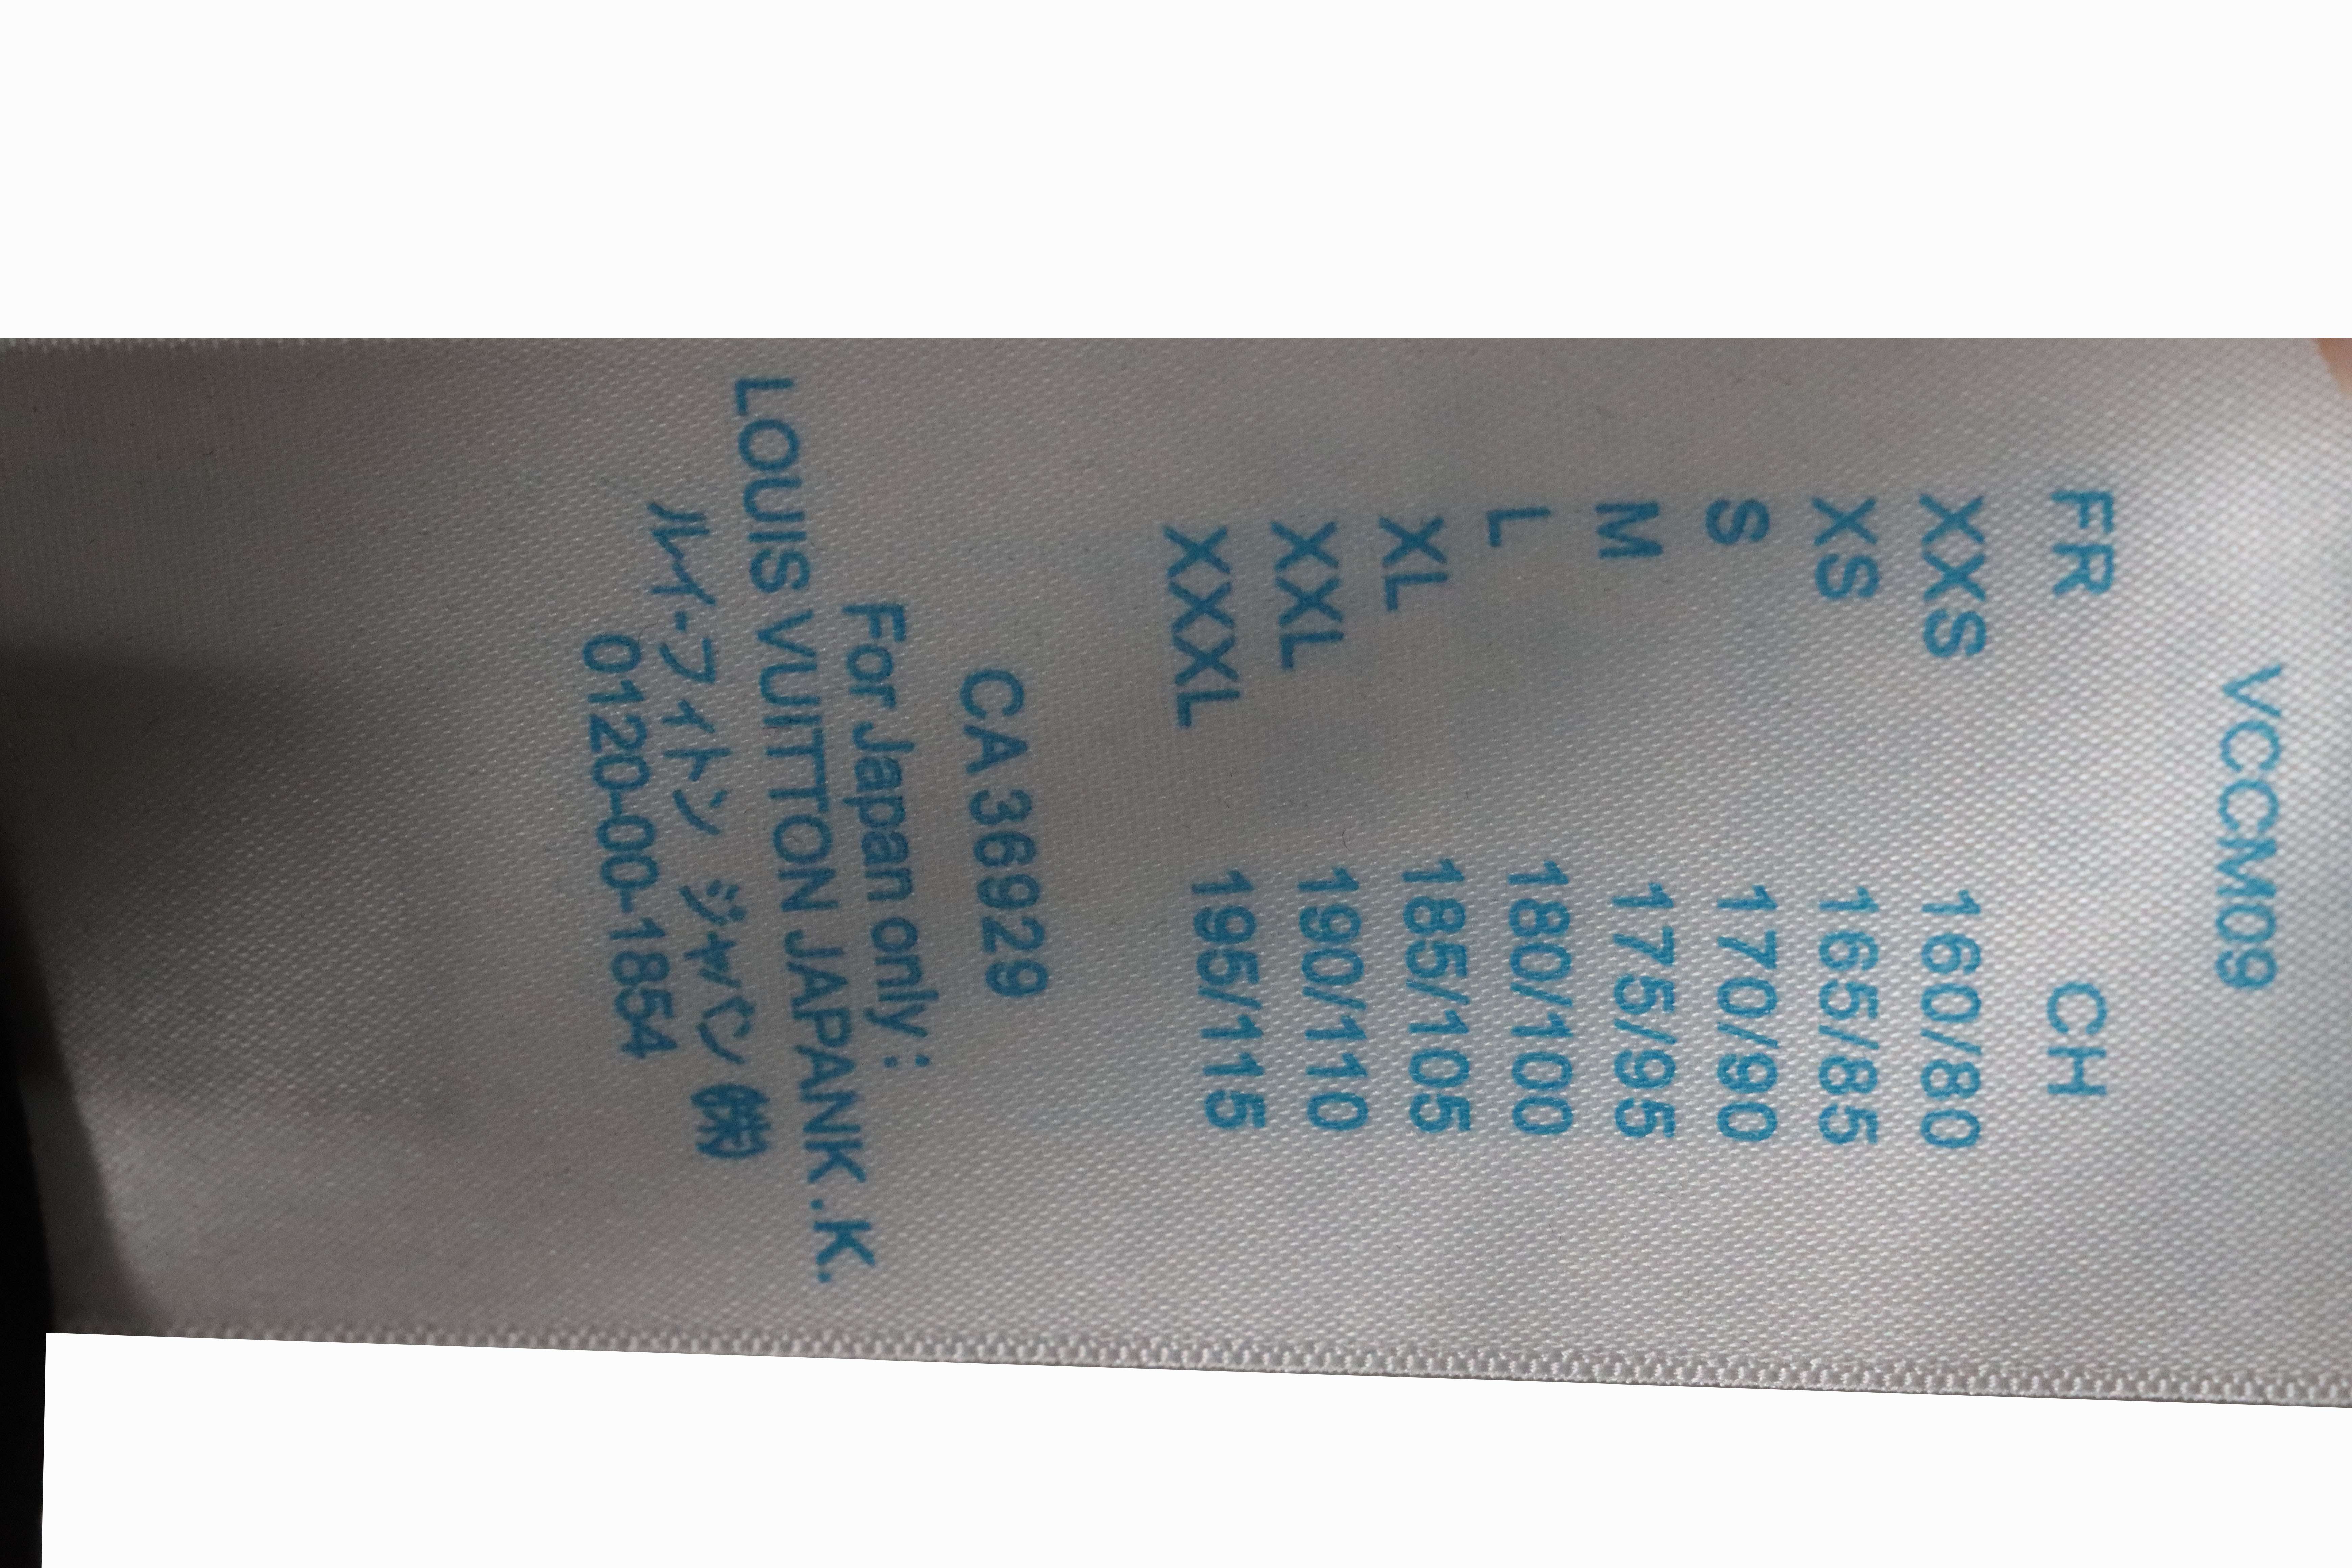 VCCM09
FR CH
XXS 160/80
XS 165/85
S 170/90
M 175/95
L 180/100
XL 185/105
XXL 190/110
XXXL 195/115
CA 36929
For Japan only :
LOUIS VUITTON JAPANK.K.
ルイ・フィトン ジャパン ㈱
0120-00-1854